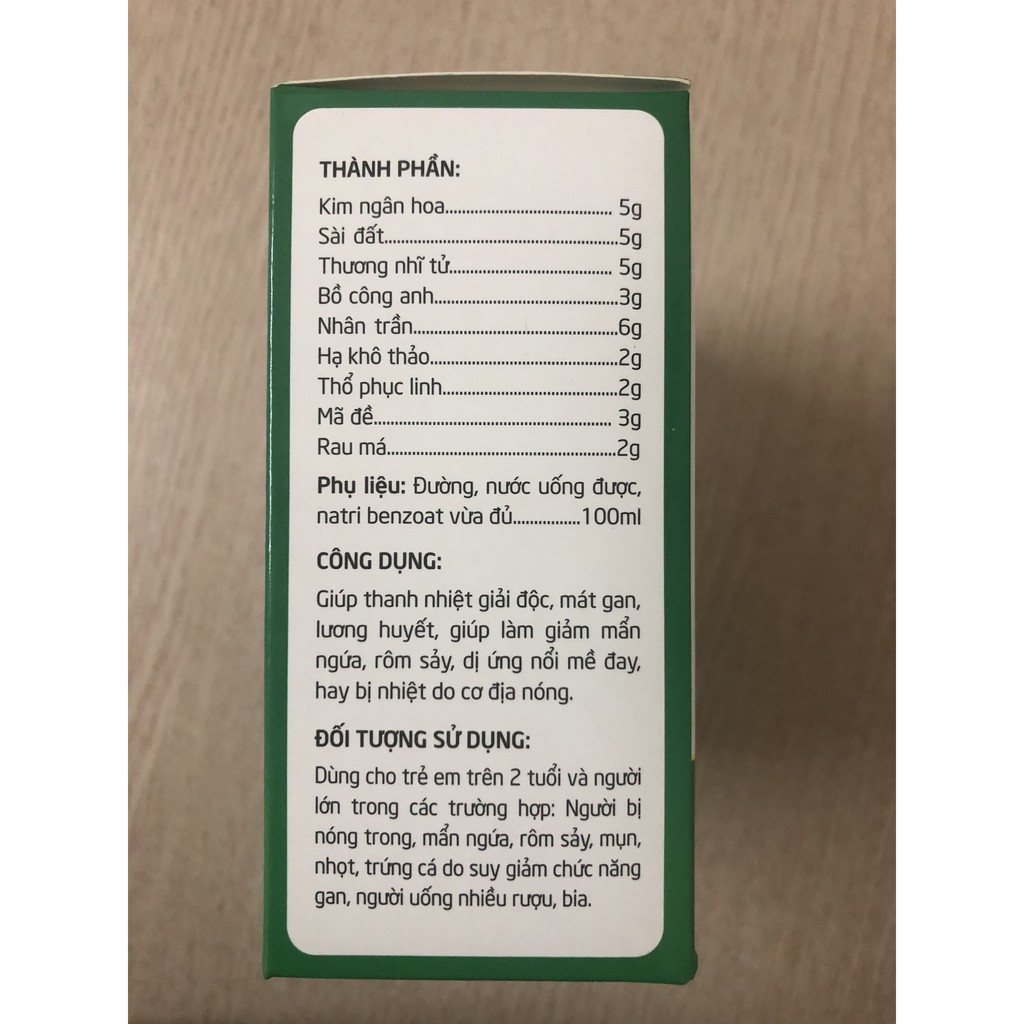 THÀNH PHẦN:
Kim ngân hoa................................. 5g
Sài đất...............................................5g
Thương nhĩ tử................................ 5g
Bồ công anh.....................................3g
Nhân trần.........................................6g
Hạ khô thảo.....................................2g
Thổ phục linh...................................2g
Mã đề............................................... 3g
Rau má..............................................2g
Phụ liệu: Đường, nước uống được,
natri benzoat vừa đủ................100ml
CÔNG DỤNG:
Giúp thanh nhiệt giải độc, mát gan,
lương huyết, giúp làm giảm mẩn
ngứa, rôm sảy, dị ứng nổi mề đay,
hay bị nhiệt do cơ địa nóng.
ĐỐI TƯỢNG SỬ DỤNG:
Dùng cho trẻ em trên 2 tuổi và người
lớn trong các trường hợp: Người bị
nóng trong, mẩn ngứa, rôm sảy, mụn,
nhọt, trứng cá do suy giảm chức năng
gan, người uống nhiều rượu, bia.